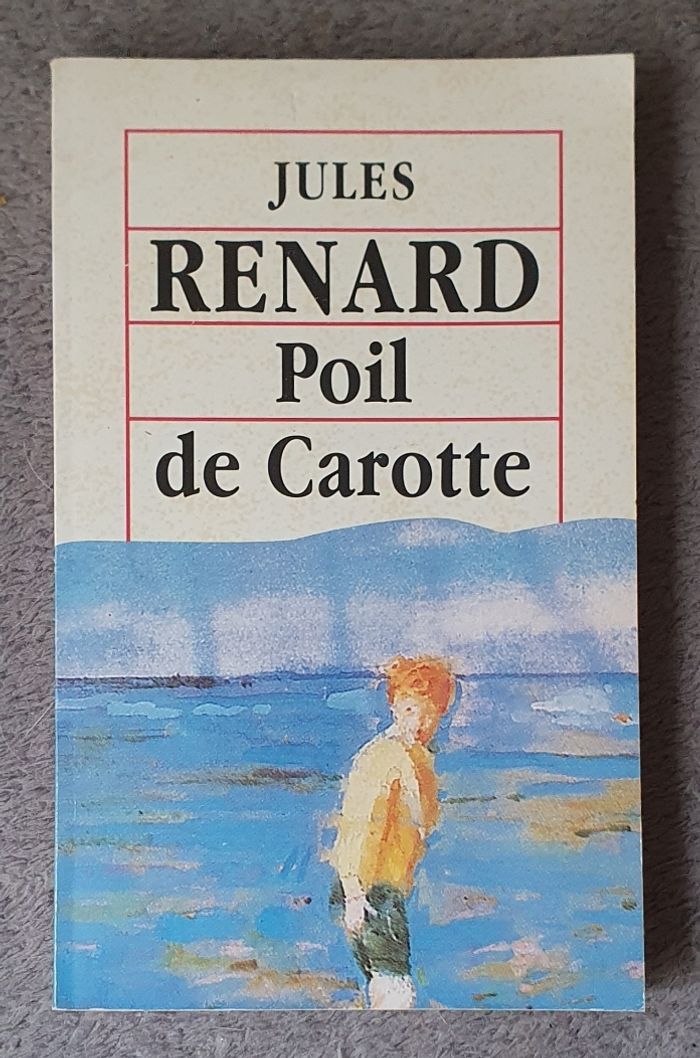 JULES
RENARD
Poil
de Carotte